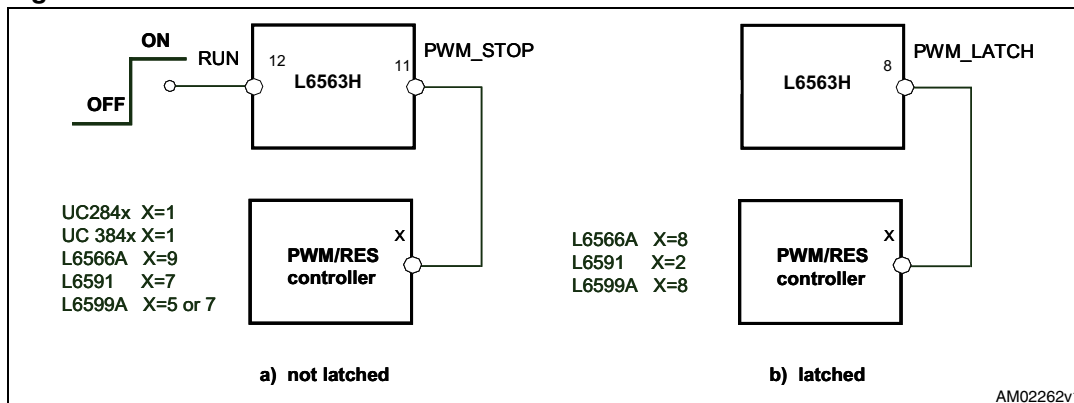 ON
OFF
RUN
12
L6563H
11
PWM_STOP
UC284x X=1
UC 384x X=1
L6566A X=9
L6591 X=7
L6599A X=5 or 7
PWM/RES
controller
X
a) not latched
L6563H
8
PWM_LATCH
L6566A X=8
L6591 X=2
L6599A X=8
PWM/RES
controller
X
b) latched